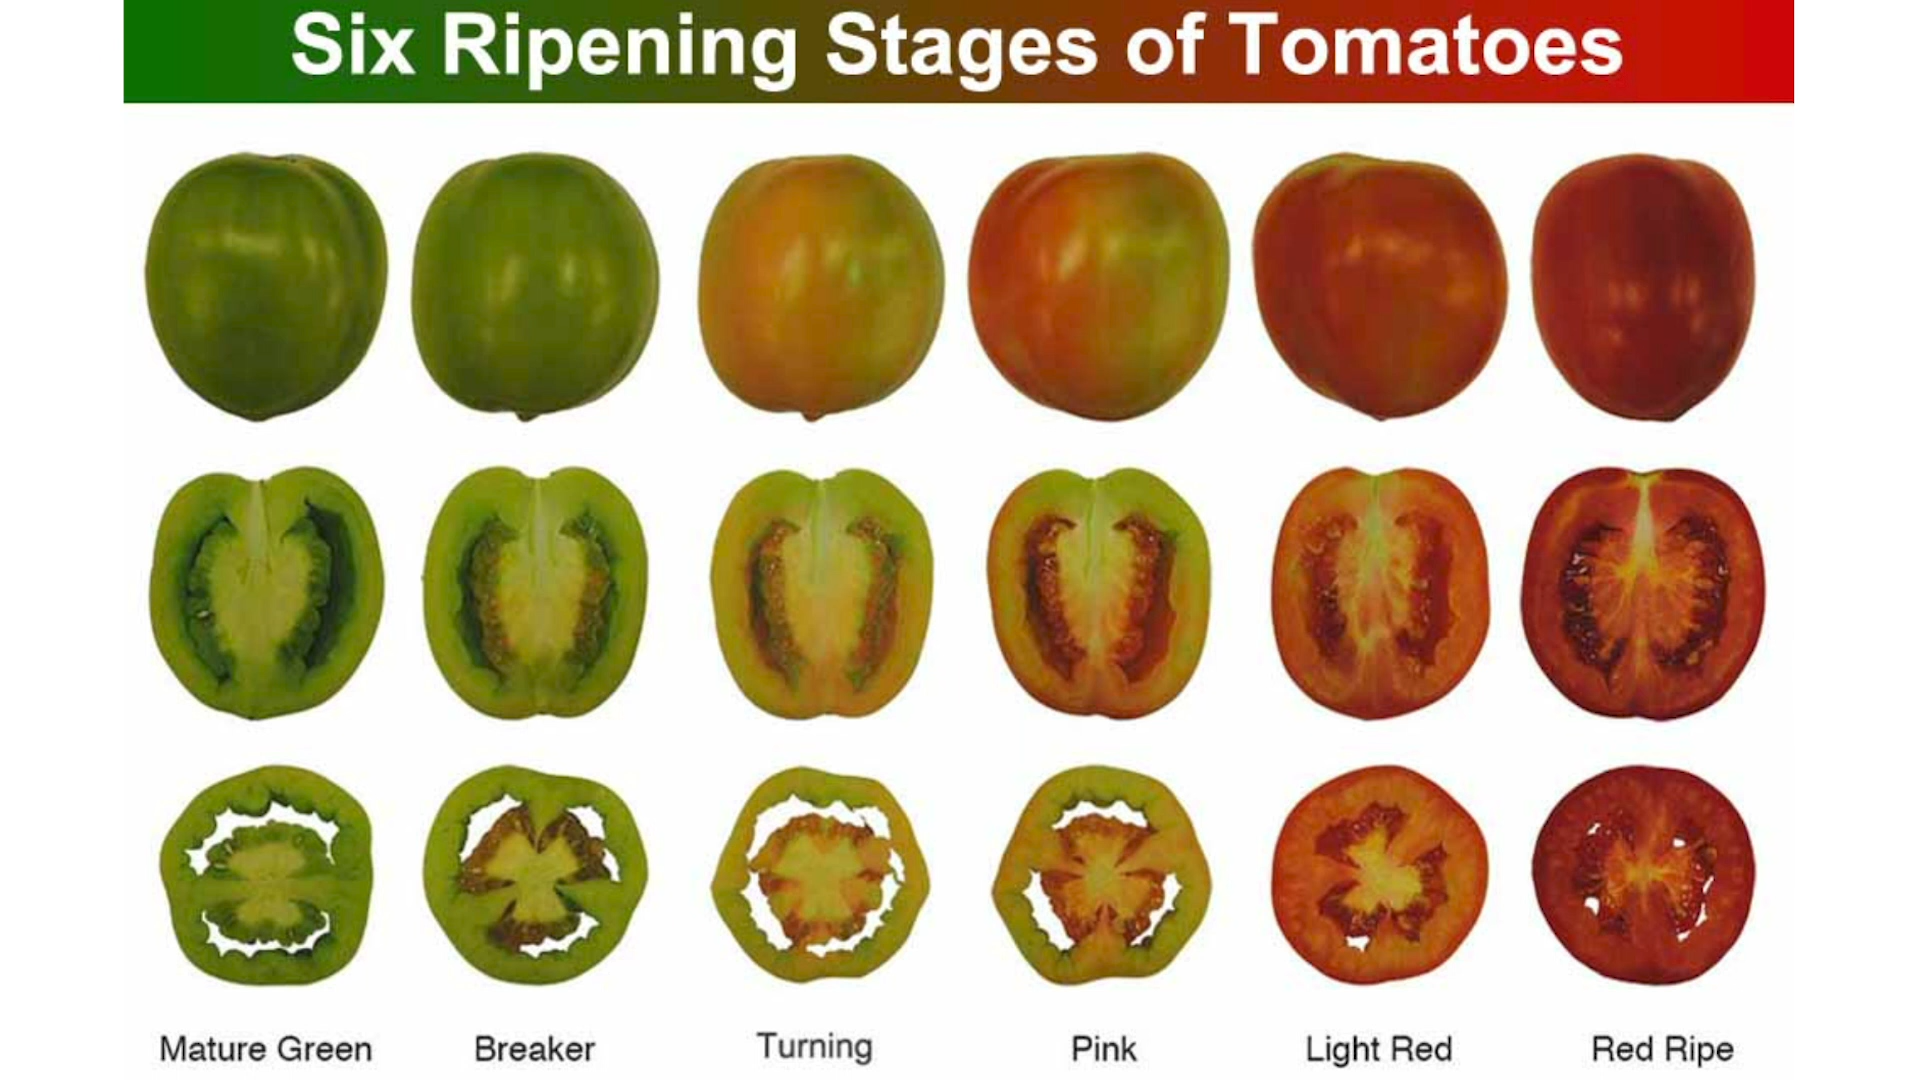 Six Ripening Stages of Tomatoes
Mature Green
Breaker
Turning
Pink
Light Red
Red Ripe